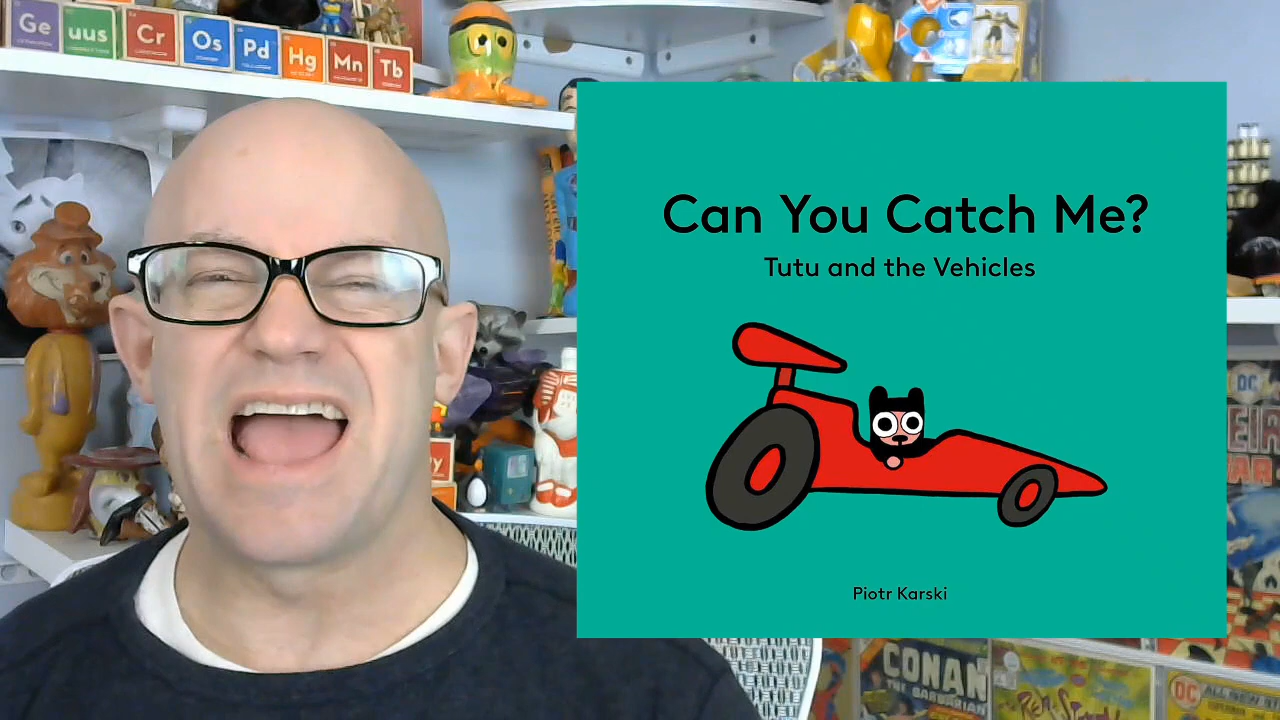 Ge
uus
Cr
Os
Pd
Hg
Mn
Tb
Can You Catch Me?
Tutu and the Vehicles
Piotr Karski
DC
CONAN
THE BARBARIAN
DC